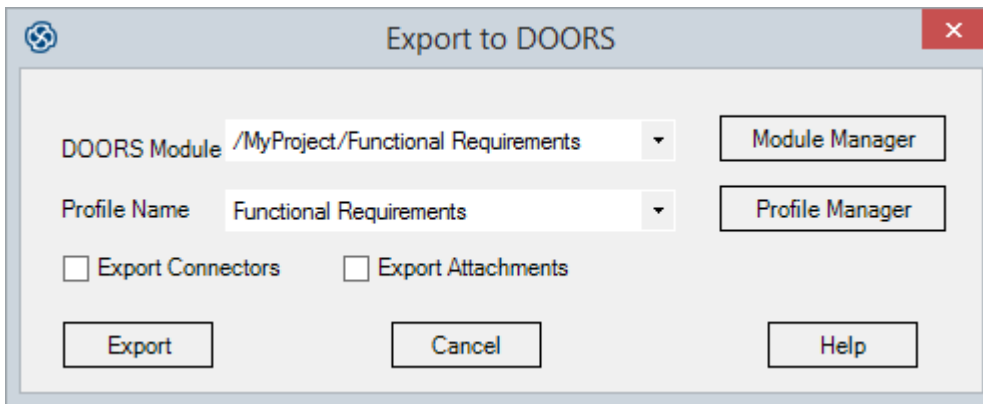 Export to DOORS
DOORS Module /MyProject/Functional Requirements Module Manager
Profile Name Functional Requirements Profile Manager
Export Connectors Export Attachments
Export Cancel Help